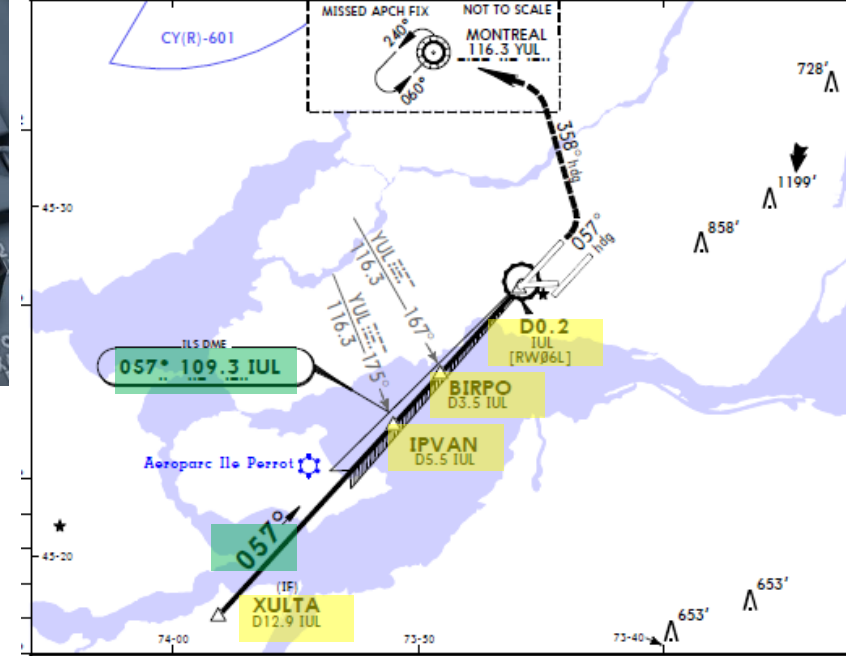 MISSED APCH FIX
NOT TO SCALE
CY(R)-601
240°
060°
MONTREAL
116.3 YUL
728'
358° hdg
1199'
45-30
858'
057°
hdg
YUL
116.3
167°
YUL
116.3
175°
D0.2
IUL
[RW06L]
ILS DME
057° 109.3 IUL
BIRPO
D3.5 IUL
IPVAN
D5.5 IUL
Aeroparc Ile Perrot
057°
45-20
(IF)
XULTA
D12.9 IUL
653'
653'
74-00
73-50
73-40